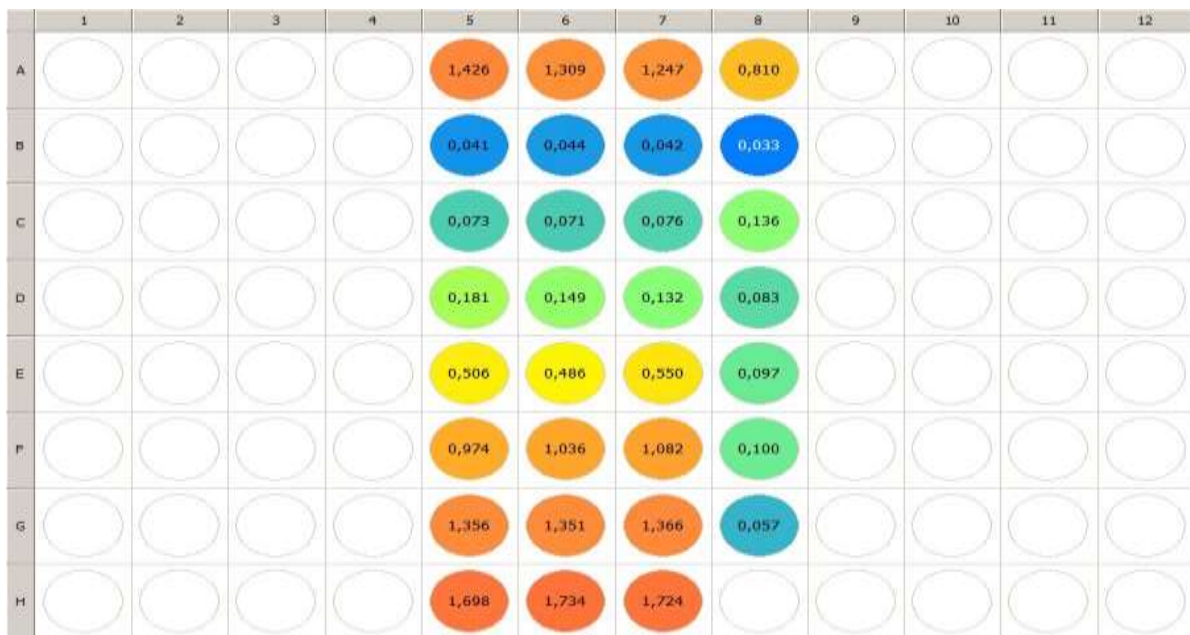 1 2 3 4 5 6 7 8 9 10 11 12
A 1,426 1,309 1,247 0,810
B 0,041 0,044 0,042 0,033
C 0,073 0,071 0,076 0,136
D 0,181 0,149 0,132 0,083
E 0,506 0,486 0,550 0,097
F 0,974 1,036 1,082 0,100
G 1,356 1,351 1,366 0,057
H 1,698 1,734 1,724